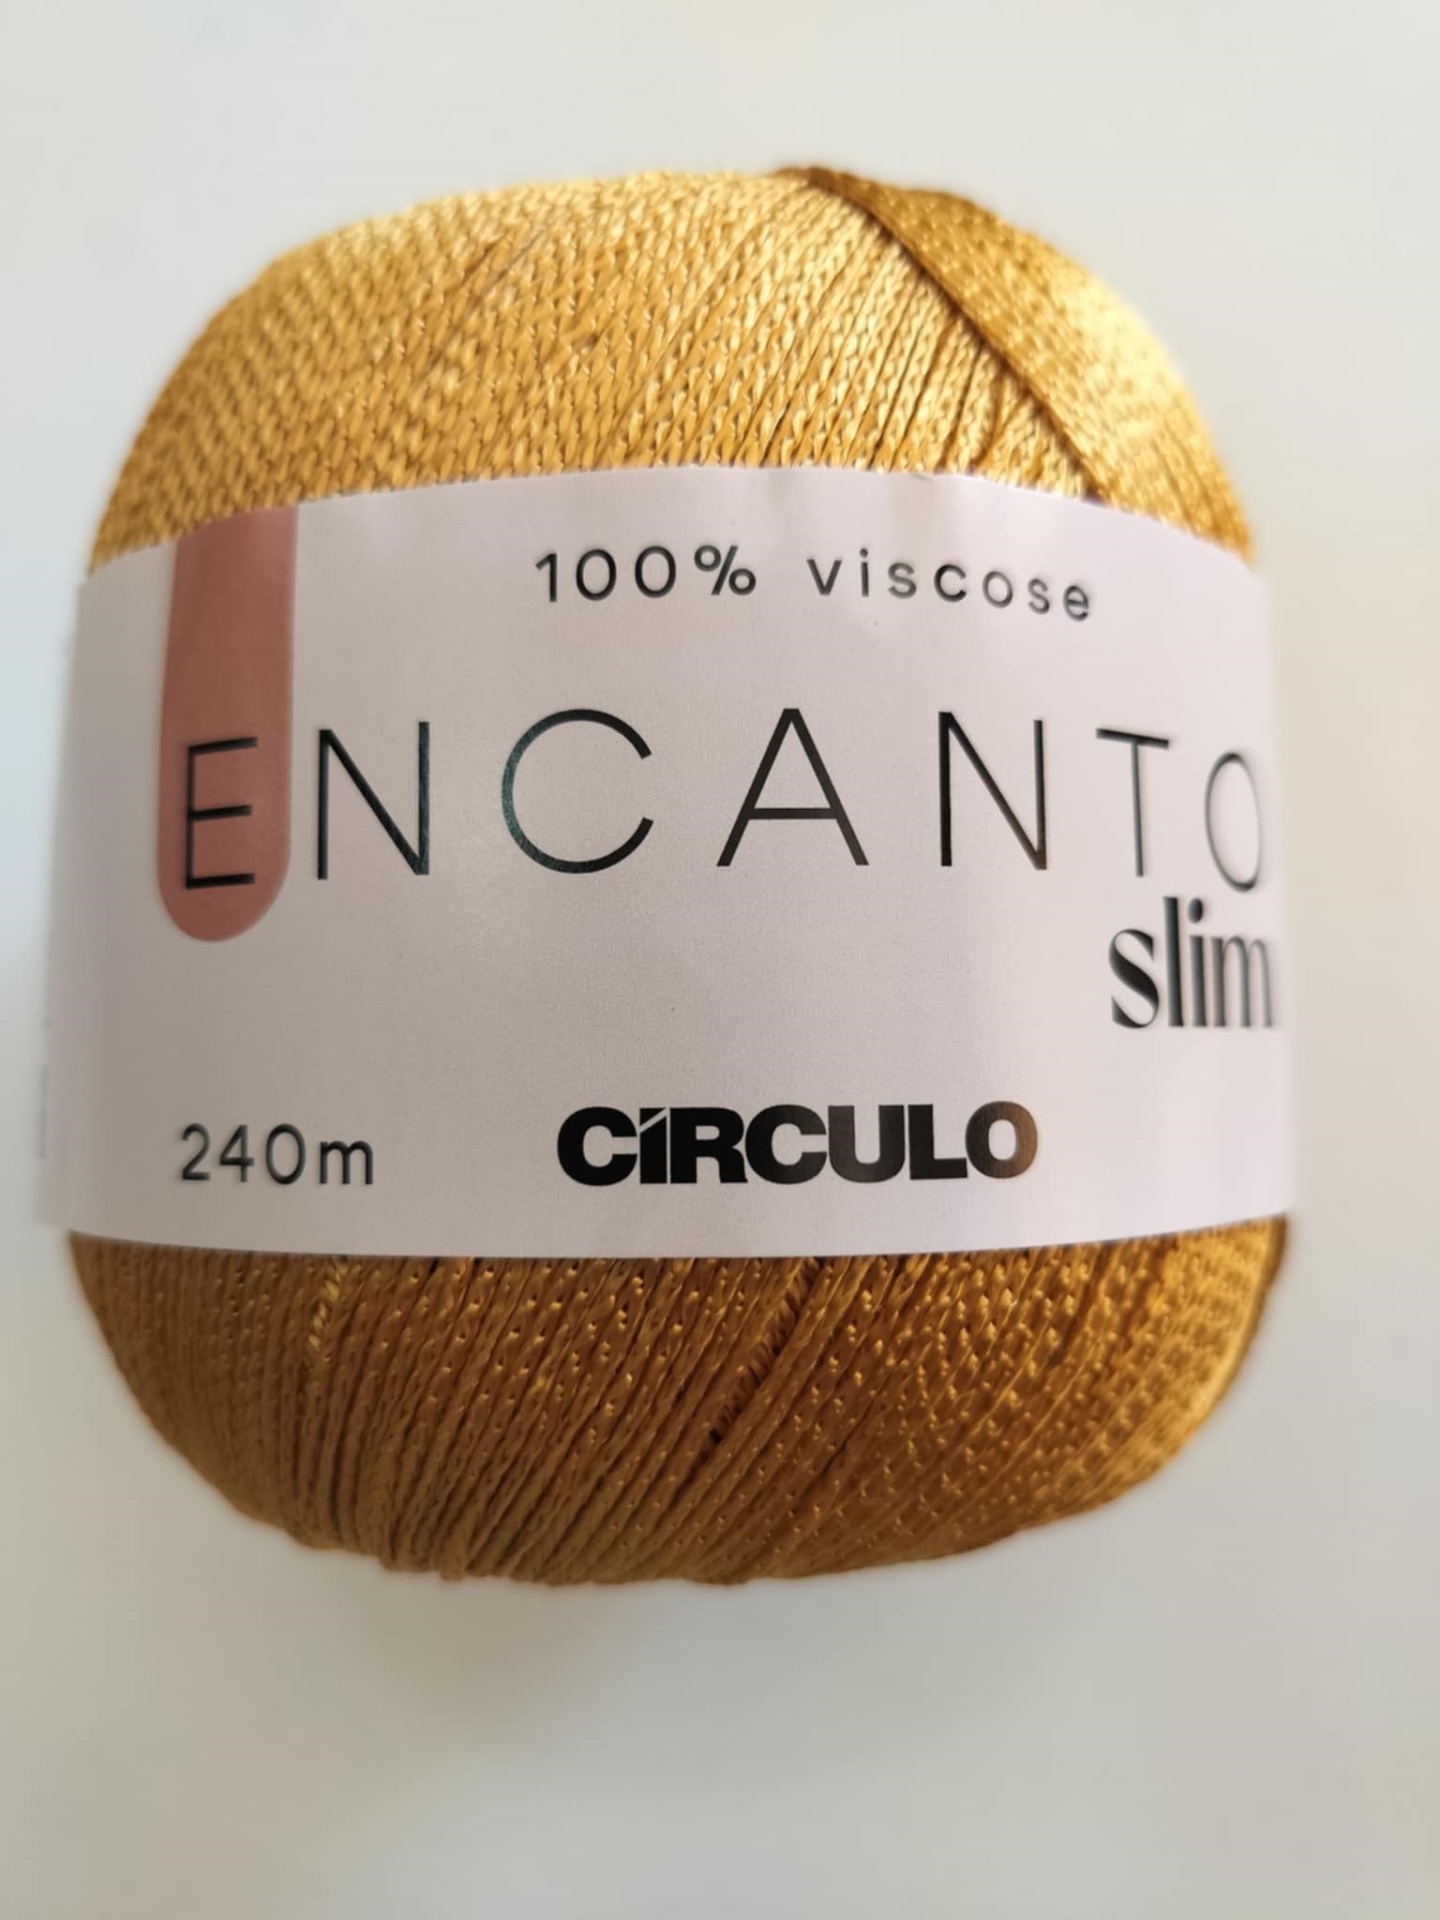 100% viscose
ENCANTO
slim
240m
CÍRCULO